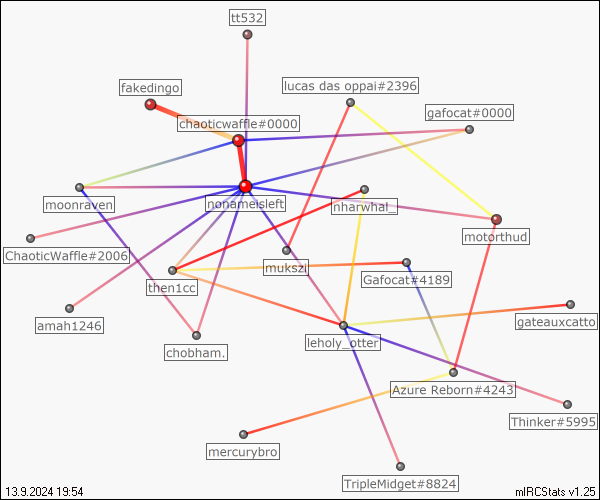 tt532
fakedingo
lucas das oppai#2396
gafocat#0000
chaoticwaffle#0000
moonraven
nonameisleft
nharwhal_
motorthud
ChaoticWaffle#2006
mukszi
Gafocat#4189
then1cc
amah1246
gateauxcatto
chobham.
leholy_otter
Azure Reborn#4243
Thinker#5995
mercurybro
TripleMidget#8824
13.9.2024 19:54
mIRCStats v1.25